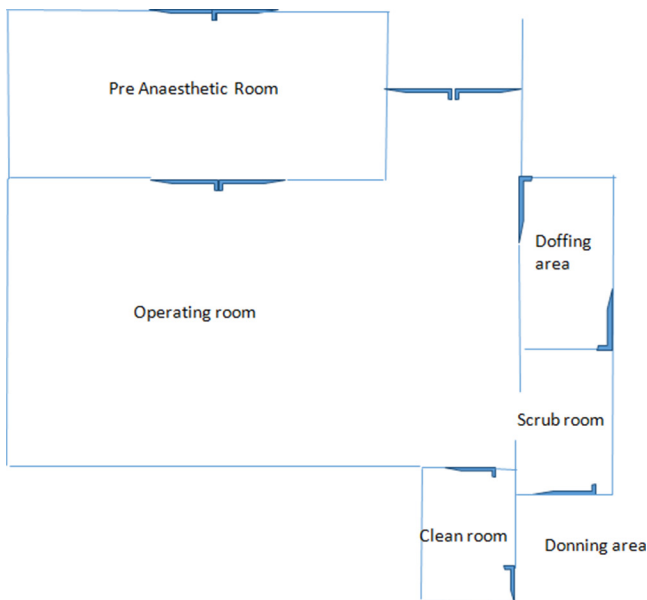 Pre Anaesthetic Room
Doffing
area
Operating room
Scrub room
Clean room
Donning area